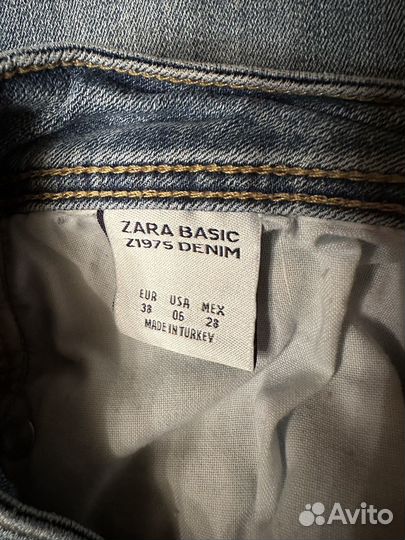 ZARA BASIC
Z1975 DENIM
EUR USA MEX
38 06 28
MADE IN TURKEY
Avito